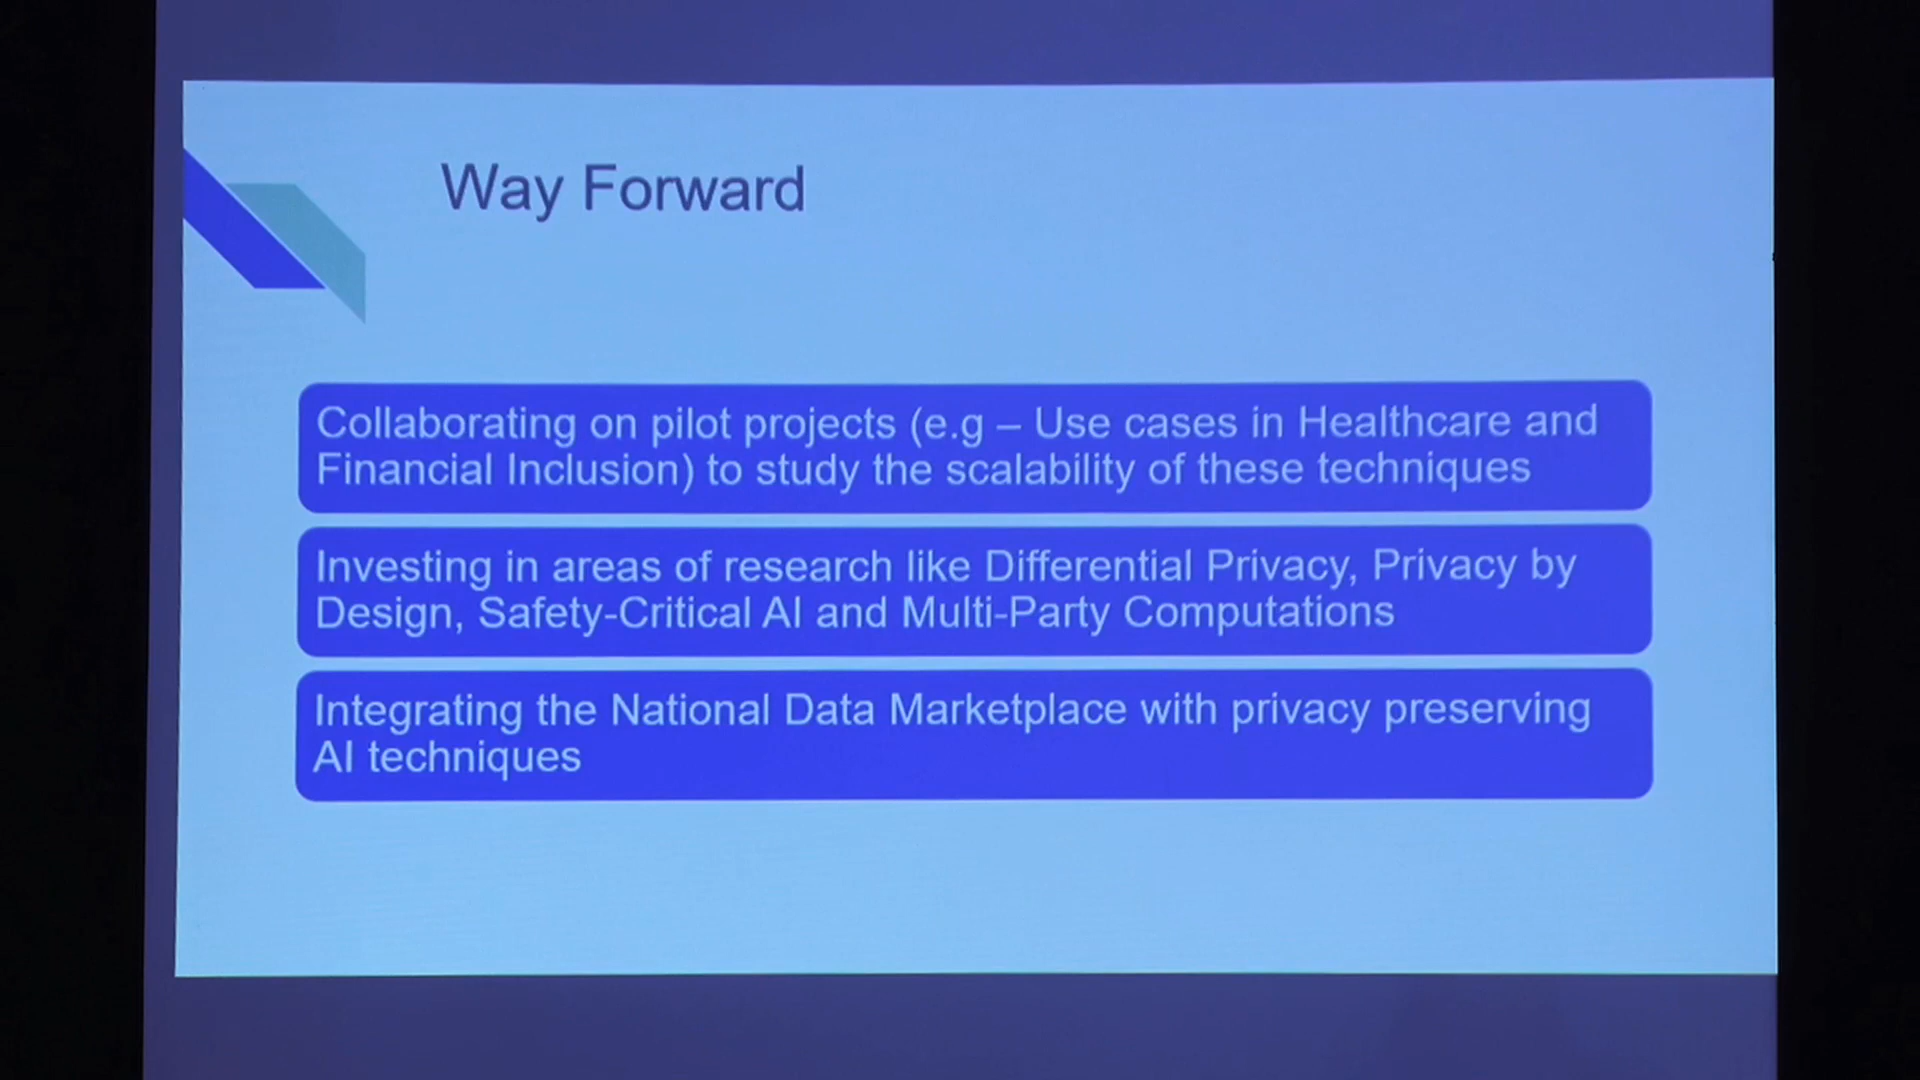 Way Forward
Collaborating on pilot projects (e.g – Use cases in Healthcare and
Financial Inclusion) to study the scalability of these techniques
Investing in areas of research like Differential Privacy, Privacy by
Design, Safety-Critical AI and Multi-Party Computations
Integrating the National Data Marketplace with privacy preserving
AI techniques